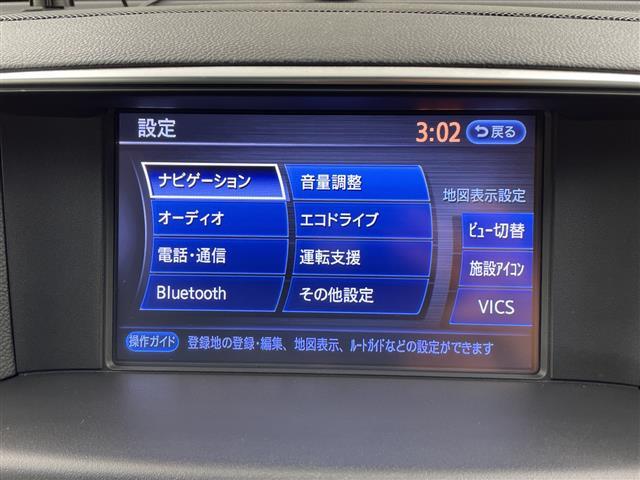 設定
3:02
戻る
ナビゲーション
音量調整
地図表示設定
オーディオ
エコドライブ
ビュー切替
電話・通信
運転支援
施設アイコン
Bluetooth
その他設定
VICS
操作ガイド 登録地の登録・編集、地図表示、ルートガイドなどの設定ができます